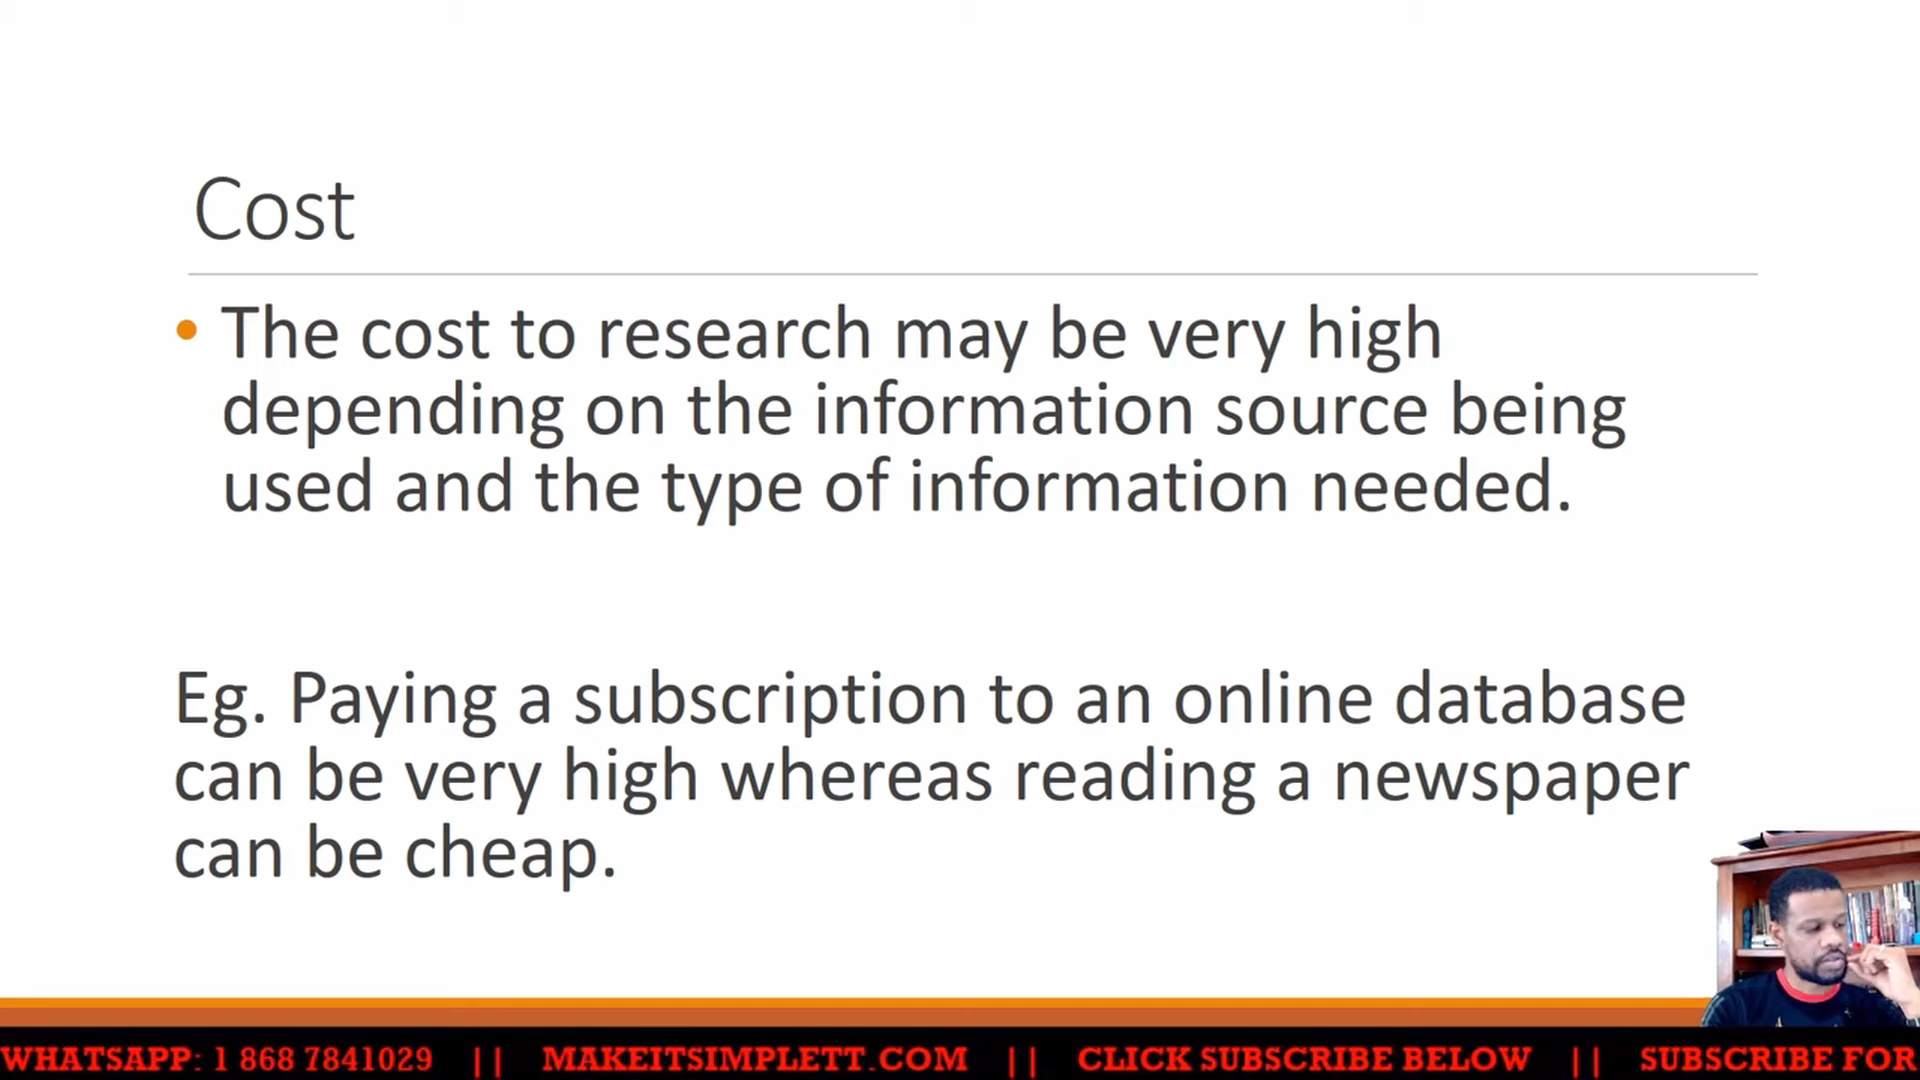 Cost
• The cost to research may be very high
depending on the information source being
used and the type of information needed.
Eg. Paying a subscription to an online database
can be very high whereas reading a newspaper
can be cheap.
WHATSAPP: 1 868 7841029 || MAKEITSIMPLETT.COM || CLICK SUBSCRIBE BELOW || SUBSCRIBE FOR